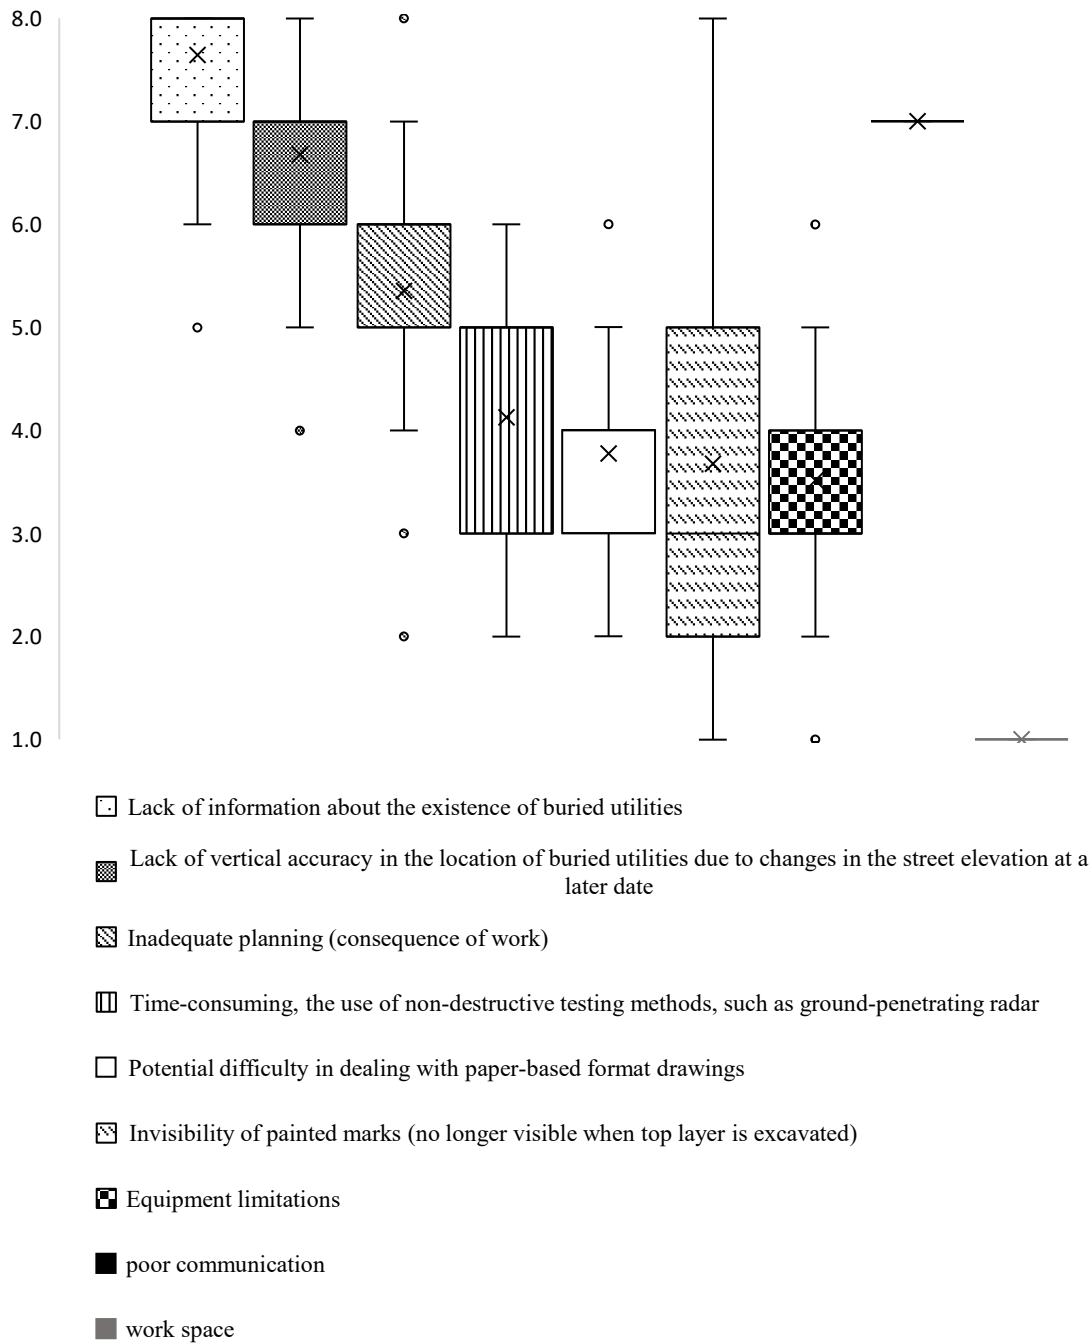 8.0
7.0
6.0
5.0
4.0
3.0
2.0
1.0
Lack of information about the existence of buried utilities
Lack of vertical accuracy in the location of buried utilities due to changes in the street elevation at a
later date
Inadequate planning (consequence of work)
Time-consuming, the use of non-destructive testing methods, such as ground-penetrating radar
Potential difficulty in dealing with paper-based format drawings
Invisibility of painted marks (no longer visible when top layer is excavated)
Equipment limitations
poor communication
work space